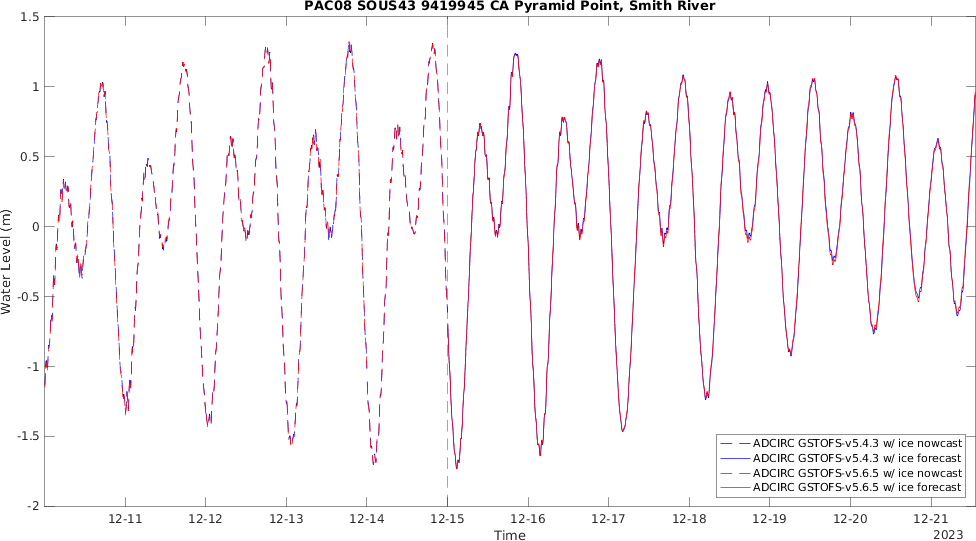 PAC08 SOUS43 9419945 CA Pyramid Point, Smith River
1.5
1
0.5
0
-0.5
-1
-1.5
-2
Water Level (m)
ADCIRC GSTOFS-v5.4.3 w/ ice nowcast
ADCIRC GSTOFS-v5.4.3 w/ ice forecast
ADCIRC GSTOFS-v5.6.5 w/ ice nowcast
ADCIRC GSTOFS-v5.6.5 w/ ice forecast
12-11 12-12 12-13 12-14 12-15 12-16 12-17 12-18 12-19 12-20 12-21
Time
2023